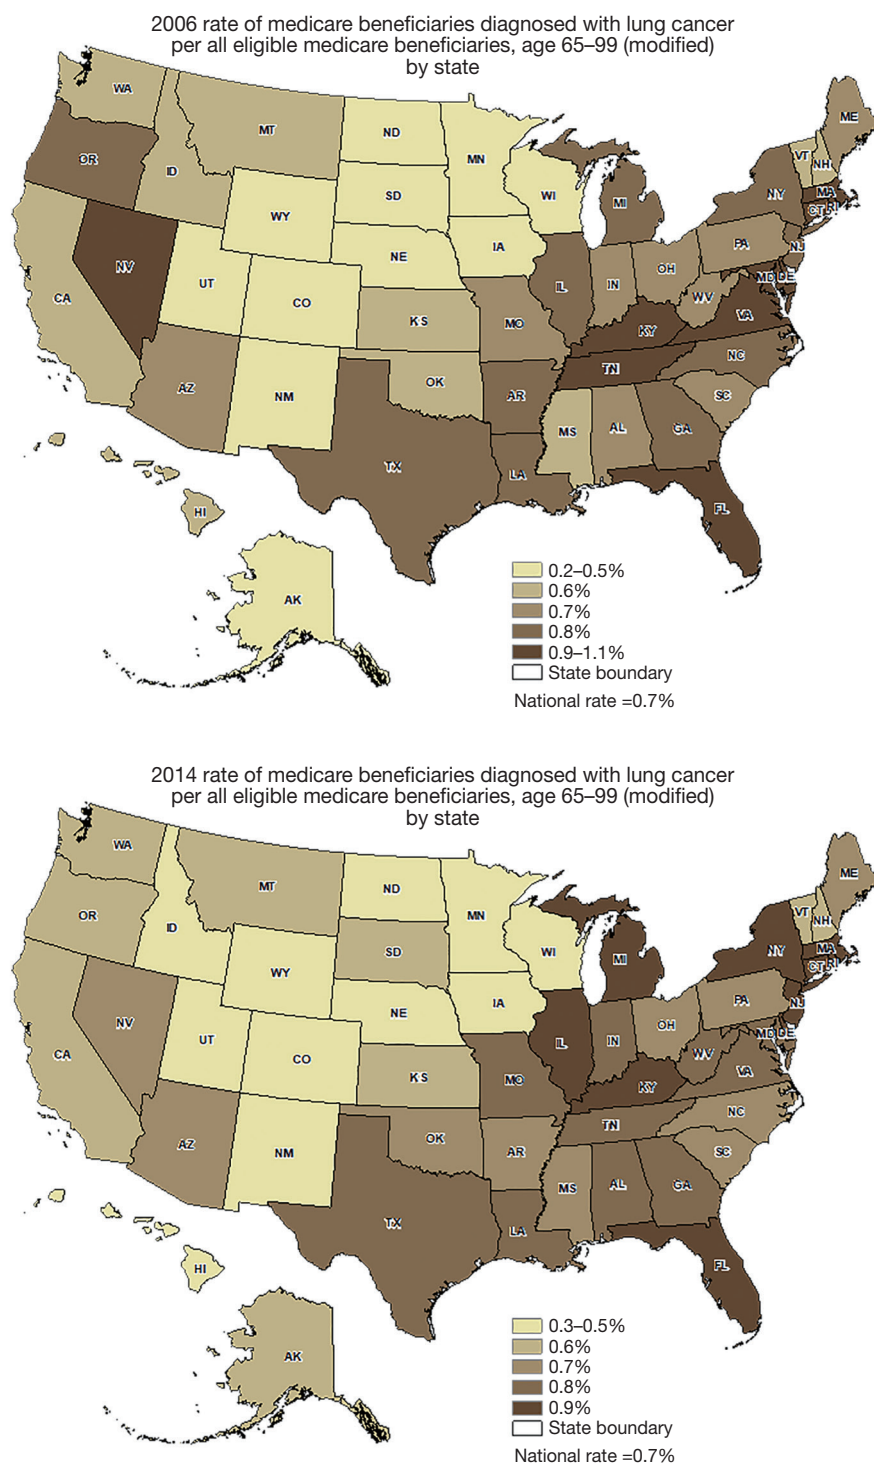 2006 rate of medicare beneficiaries diagnosed with lung cancer
per all eligible medicare beneficiaries, age 65–99 (modified)
by state
WA
MT
ND
MN
ME
OR
ID
SD
WI
MI
VT
NH
NY
MA
CT
WY
IA
PA
NJ
NV
UT
NE
IL
IN
OH
MD
DE
CA
CO
KS
MO
WV
KY
VA
AZ
NM
OK
AR
TN
NC
SC
TX
LA
MS
AL
GA
FL
HI
AK
0.2–0.5%
0.6%
0.7%
0.8%
0.9–1.1%
State boundary
National rate =0.7%
2014 rate of medicare beneficiaries diagnosed with lung cancer
per all eligible medicare beneficiaries, age 65–99 (modified)
by state
WA
MT
ND
MN
ME
OR
ID
SD
WI
MI
VT
NH
NY
MA
CT
WY
IA
PA
NJ
NV
UT
NE
IL
IN
OH
MD
DE
CA
CO
KS
MO
WV
KY
VA
AZ
NM
OK
AR
TN
NC
SC
TX
LA
MS
AL
GA
FL
HI
AK
0.3–0.5%
0.6%
0.7%
0.8%
0.9%
State boundary
National rate =0.7%